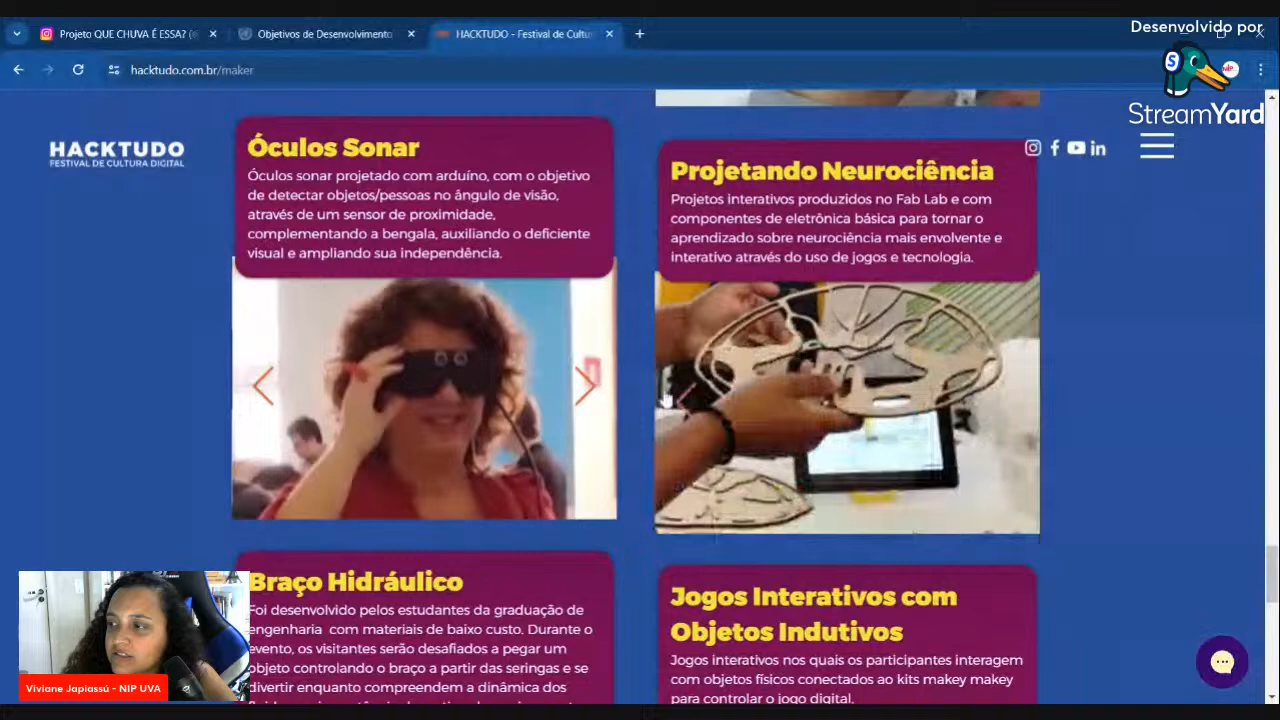 Projeto QUE CHUVA É ESSA? (
Objetivos de Desenvolvimento
HACKTUDO - Festival de Cultu
hacktudo.com.br/maker
Desenvolvido por
StreamYard
HACKTUDO
FESTIVAL DE CULTURA DIGITAL
Óculos Sonar
Óculos sonar projetado com arduíno, com o objetivo
de detectar objetos/pessoas no ângulo de visão,
através de um sensor de proximidade,
complementando a bengala, auxiliando o deficiente
visual e ampliando sua independência.
Projetando Neurociência
Projetos interativos produzidos no Fab Lab e com
componentes de eletrônica básica para tornar o
aprendizado sobre neurociência mais envolvente e
interativo através do uso de jogos e tecnologia.
Braço Hidráulico
Foi desenvolvido pelos estudantes da graduação de
engenharia com materiais de baixo custo. Durante o
evento, os visitantes serão desafiados a pegar um
objeto controlando o braço a partir das seringas e se
divertir enquanto compreendem a dinâmica dos
Jogos Interativos com
Objetos Indutivos
Jogos interativos nos quais os participantes interagem
com objetos físicos conectados ao kits makey makey
para controlar o jogo digital.
Viviane Japiassú - NIP UVA